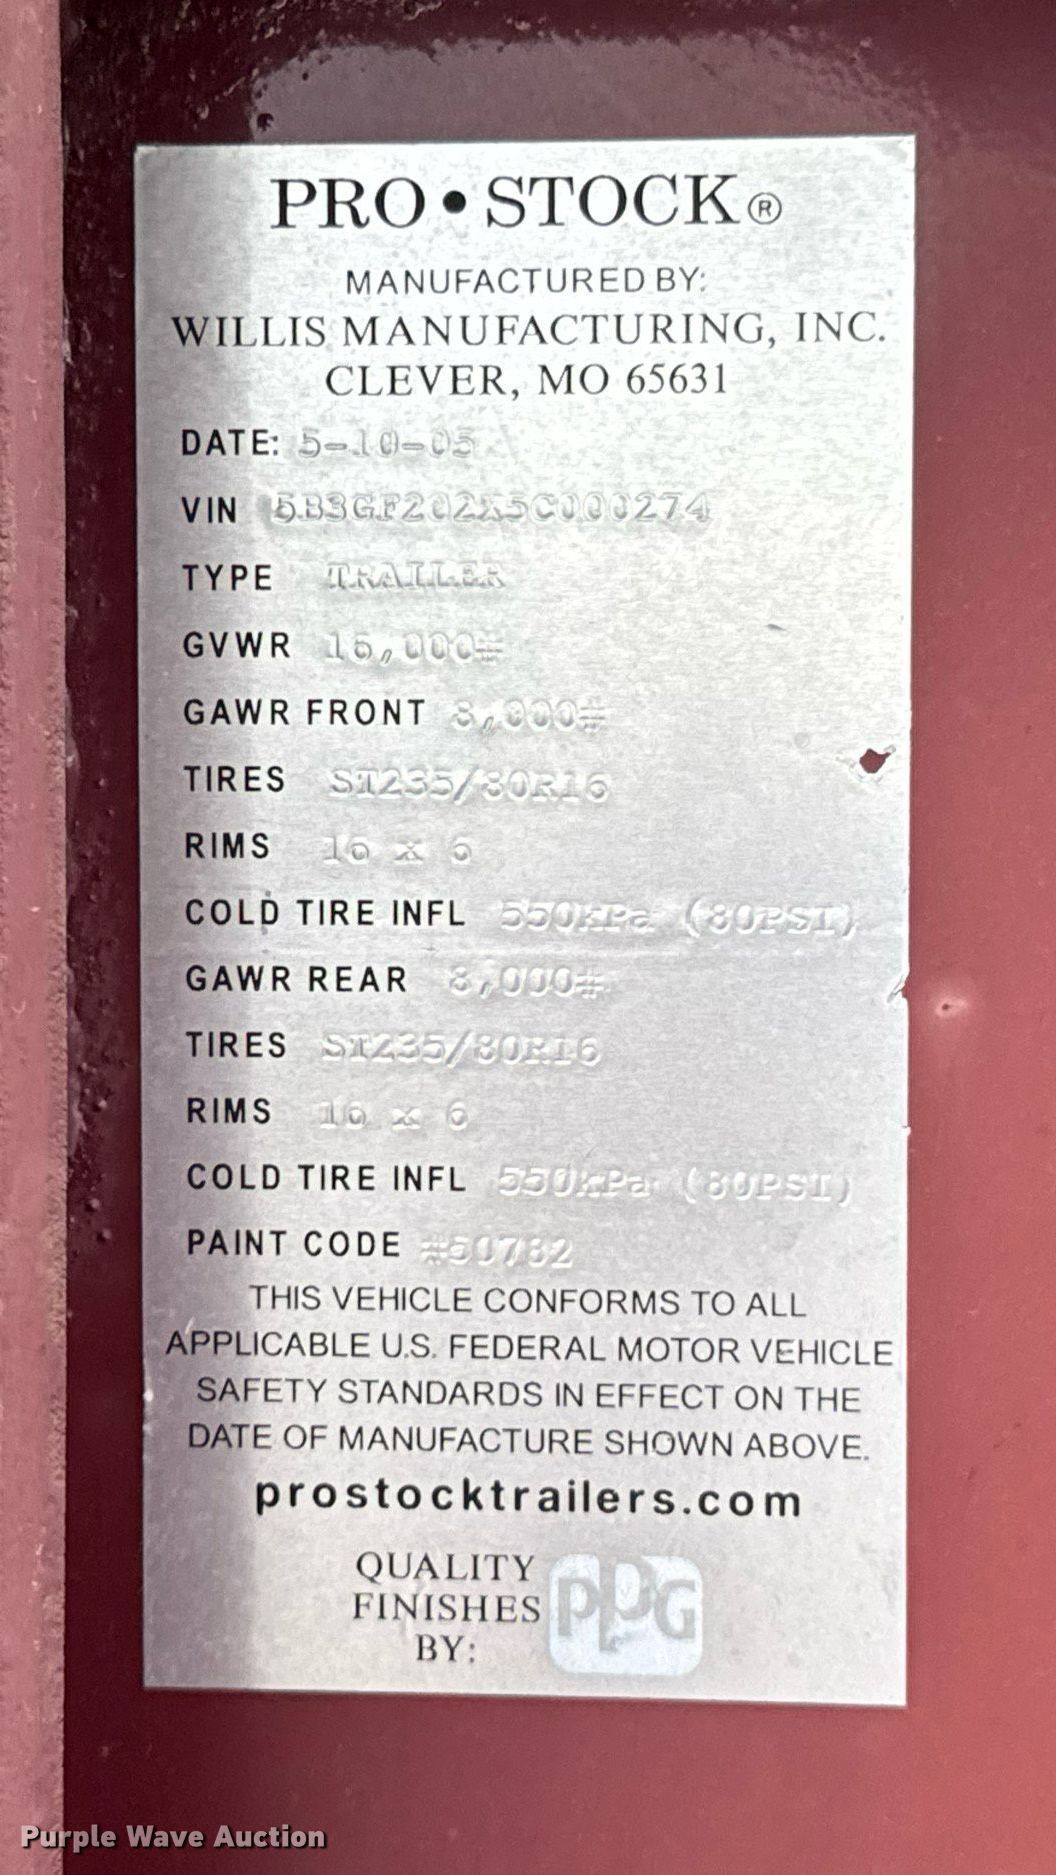 PRO • STOCK®
MANUFACTURED BY:
WILLIS MANUFACTURING, INC.
CLEVER, MO 65631
DATE: 5-10-05
VIN 5B3GF202X5C000274
TYPE TRAILER
GVWR 16,000#
GAWR FRONT 8,000#
TIRES ST235/80R16
RIMS 16 x 6
COLD TIRE INFL 550kPa (80PSI)
GAWR REAR 8,000#
TIRES ST235/80R16
RIMS 16 x 6
COLD TIRE INFL 550kPa (80PSI)
PAINT CODE #50782
THIS VEHICLE CONFORMS TO ALL
APPLICABLE U.S. FEDERAL MOTOR VEHICLE
SAFETY STANDARDS IN EFFECT ON THE
DATE OF MANUFACTURE SHOWN ABOVE.
prostocktrailers.com
QUALITY
FINISHES
BY:
PPG
Purple Wave Auction